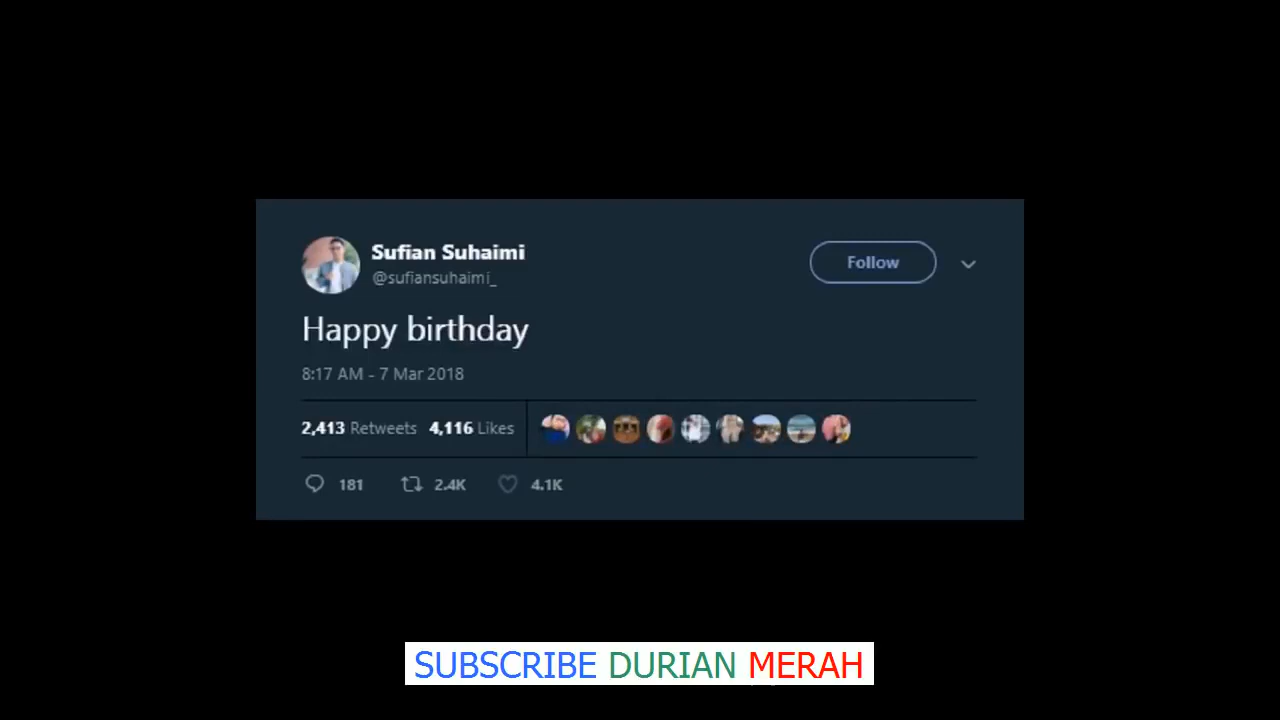 Sufian Suhaimi
@sufiansuhaimi_
Follow
Happy birthday
8:17 AM - 7 Mar 2018
2,413 Retweets 4,116 Likes
181 2.4K 4.1K
SUBSCRIBE DURIAN MERAH